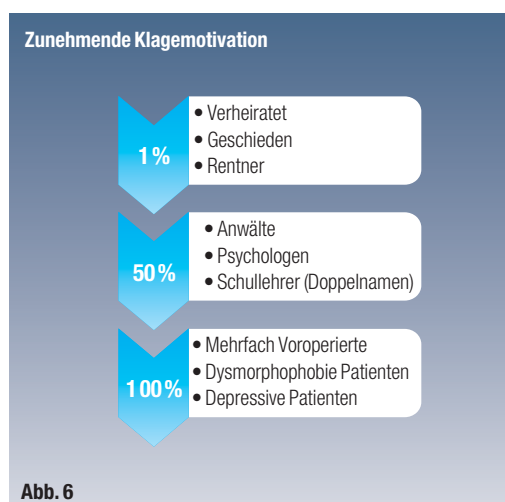 Zunehmende Klagemotivation
1 %
• Verheiratet
• Geschieden
• Rentner
50 %
• Anwälte
• Psychologen
• Schullehrer (Doppelnamen)
100 %
• Mehrfach Voroperierte
• Dysmorphophobie Patienten
• Depressive Patienten
Abb. 6